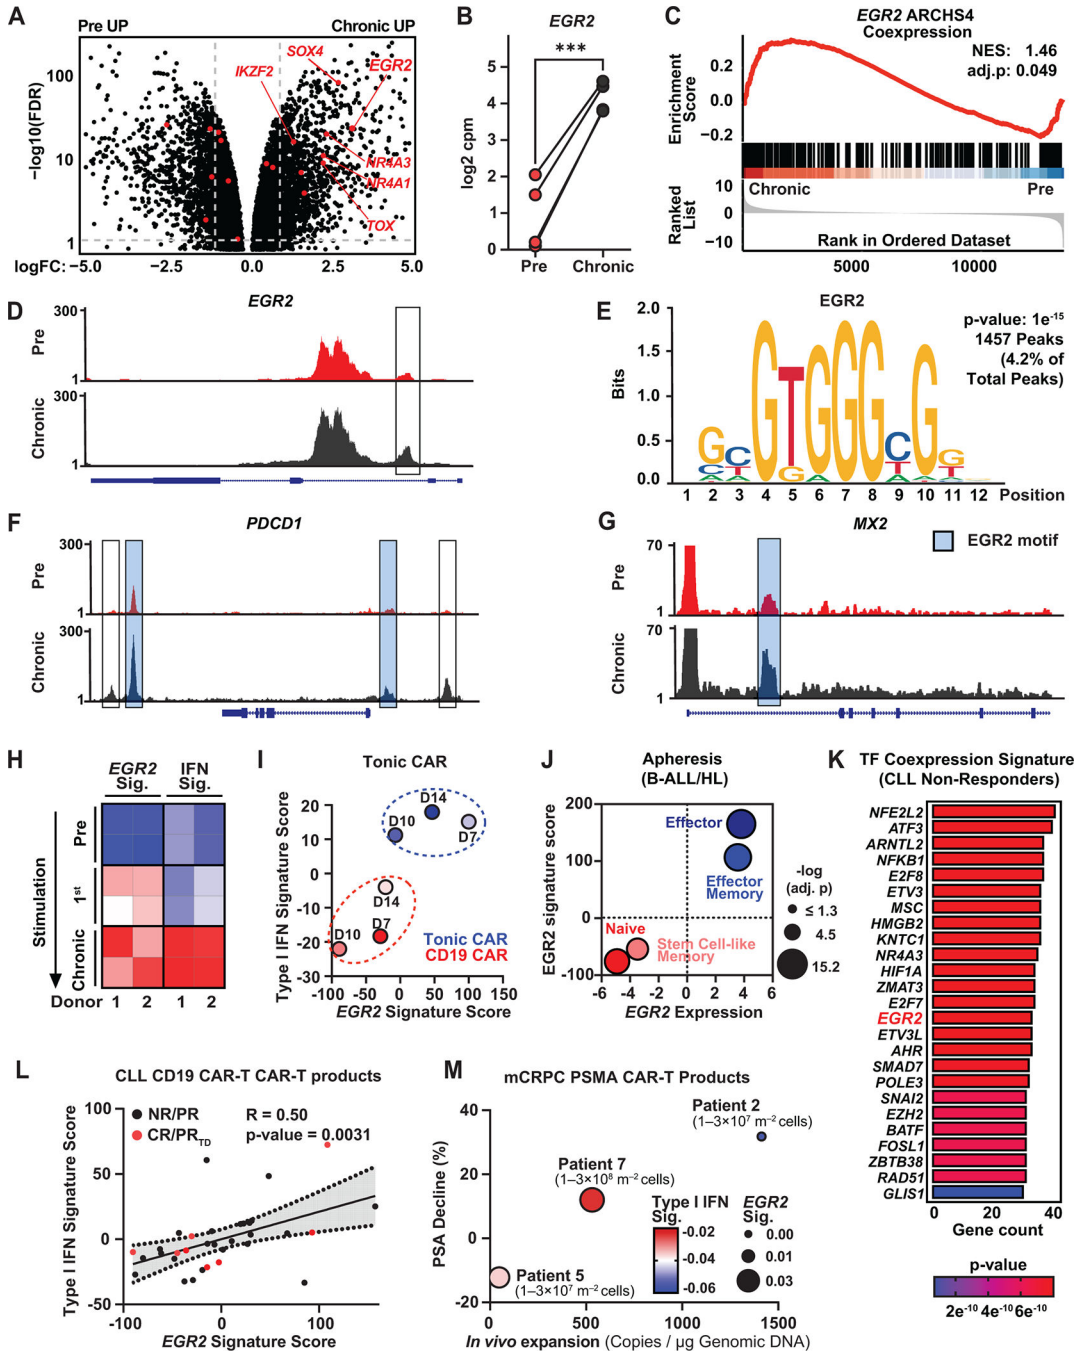 A
Pre UP
Chronic UP
SOX4
IKZF2
EGR2
NR4A3
NR4A1
TOX
-log10(FDR)
100
10
1
logFC:
−5.0
−2.5
0.0
2.5
5.0
B
EGR2
***
log2 cpm
5
4
3
2
1
0
Pre
Chronic
C
EGR2 ARCHS4
Coexpression
NES: 1.46
adj.p: 0.049
Enrichment
Score
0.2
0.0
−0.2
Chronic
Pre
Ranked
List
10
0
−10
Rank in Ordered Dataset
5000
10000
D
EGR2
Pre
300
1
Chronic
300
1
E
EGR2
p-value: 1e-15
1457 Peaks
(4.2% of
Total Peaks)
Bits
2.0
1.5
1.0
0.5
0.0
1 2 3 4 5 6 7 8 9 10 11 12 Position
F
PDCD1
Pre
300
1
Chronic
300
1
G
MX2
EGR2 motif
Pre
70
1
Chronic
70
1
H
EGR2
Sig.
IFN
Sig.
Stimulation
Pre
1st
Chronic
Donor 1 2 1 2
I
Tonic CAR
Type I IFN Signature Score
20
10
0
-10
-20
-30
D14
D10
D7
D14
D7
D10
Tonic CAR
CD19 CAR
-100
-50
0
50
100
150
EGR2 Signature Score
J
Apheresis
(B-ALL/HL)
EGR2 signature score
200
100
0
-100
Effector
Effector
Memory
Naive
Stem Cell-like
Memory
-6 -4 -2 0 2 4 6
EGR2 Expression
-log
(adj. p)
≤ 1.3
4.5
15.2
K
TF Coexpression Signature
(CLL Non-Responders)
NFE2L2
ATF3
ARNTL2
NFKB1
E2F8
ETV3
MSC
HMGB2
KNTC1
NR4A3
HIF1A
ZMAT3
E2F7
EGR2
ETV3L
AHR
SMAD7
POLE3
SNAI2
EZH2
BATF
FOSL1
ZBTB38
RAD51
GLIS1
0
20
40
Gene count
p-value
2e-10 4e-10 6e-10
L
CLL CD19 CAR-T CAR-T products
NR/PR
CR/PRTD
R = 0.50
p-value = 0.0031
Type I IFN Signature Score
100
50
0
-50
-100
0
100
EGR2 Signature Score
M
mCRPC PSMA CAR-T Products
PSA Decline (%)
40
20
0
-20
Patient 2
(1–3×10⁷ m⁻² cells)
Patient 7
(1–3×10⁸ m⁻² cells)
Patient 5
(1–3×10⁷ m⁻² cells)
Type I IFN
Sig.
-0.02
-0.04
-0.06
EGR2
Sig.
0.00
0.01
0.03
0
500
1000
1500
In vivo expansion (Copies / µg Genomic DNA)